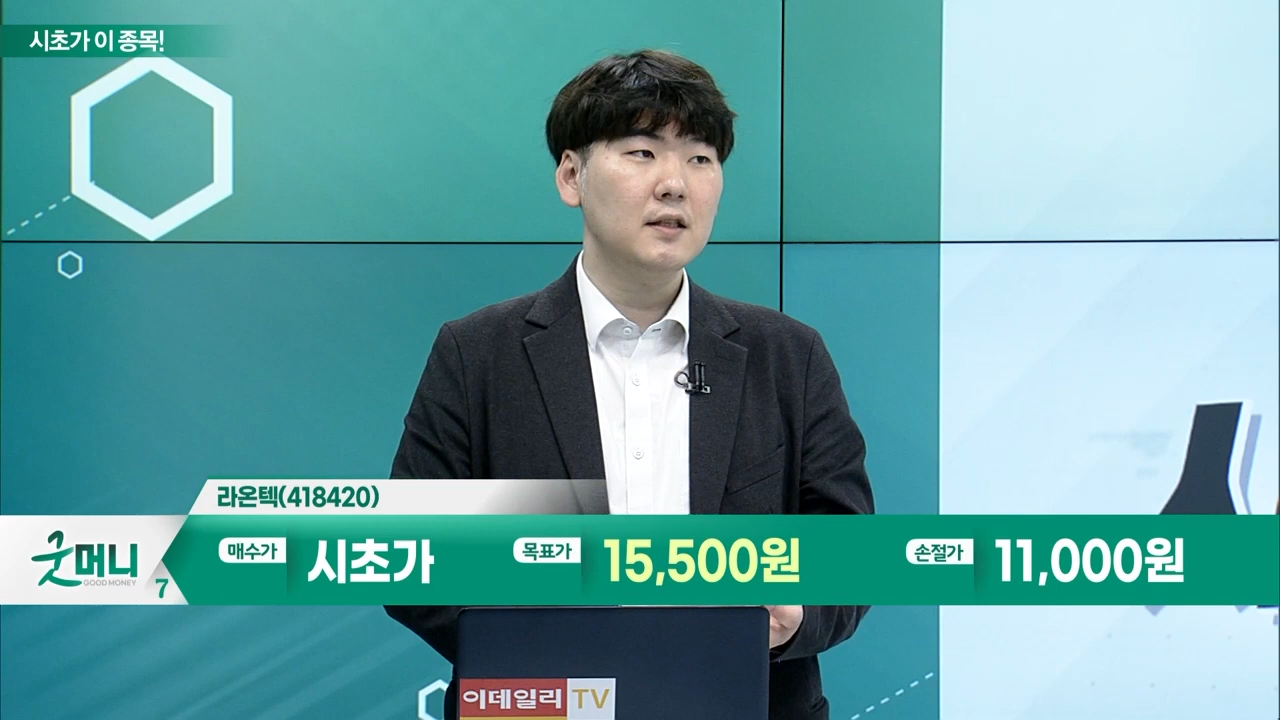 시초가 이 종목!
라온텍(418420)
굿머니
GOOD MONEY
7
매수가 시초가 목표가 15,500원 손절가 11,000원
이데일리 TV